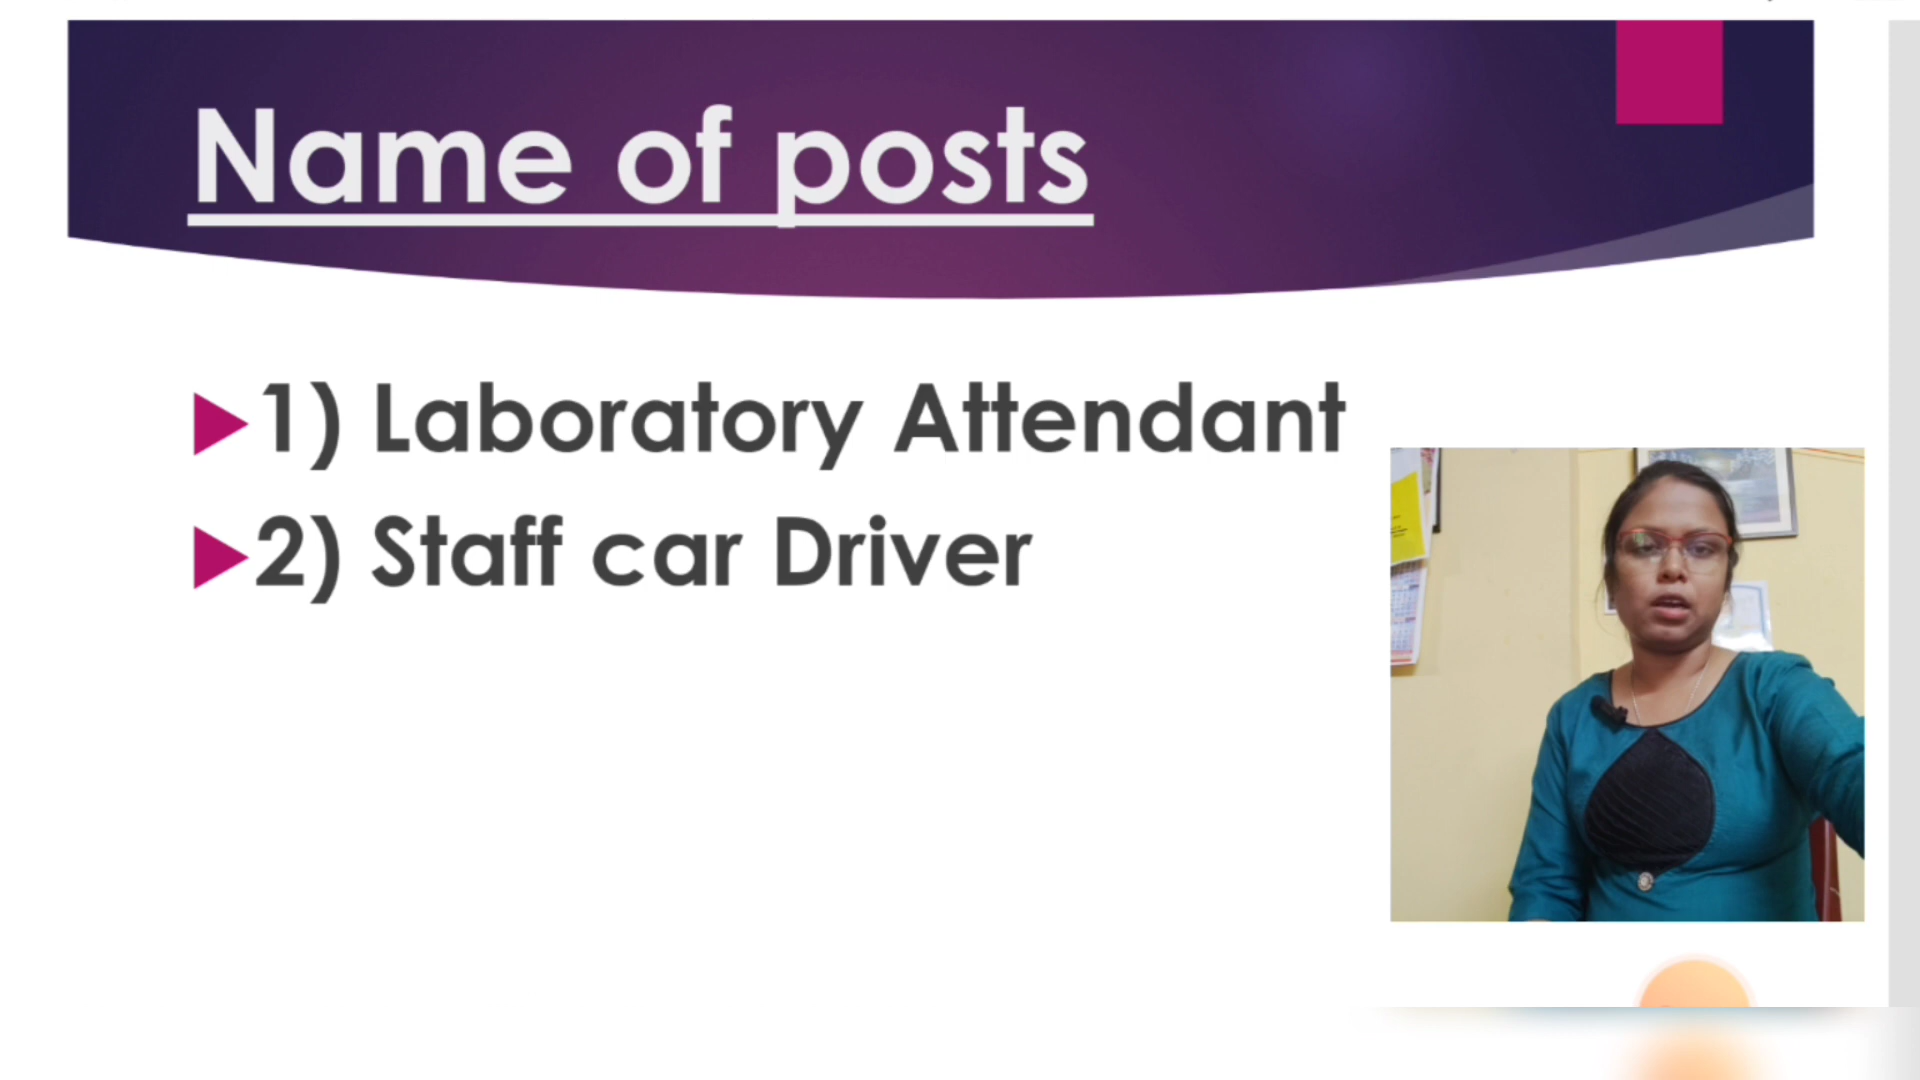 Name of posts
1) Laboratory Attendant
2) Staff car Driver